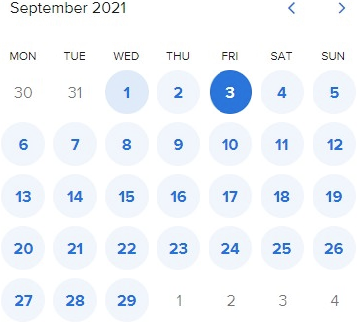 September 2021
MON TUE WED THU FRI SAT SUN
30 31 1 2 3 4 5
6 7 8 9 10 11 12
13 14 15 16 17 18 19
20 21 22 23 24 25 26
27 28 29 1 2 3 4